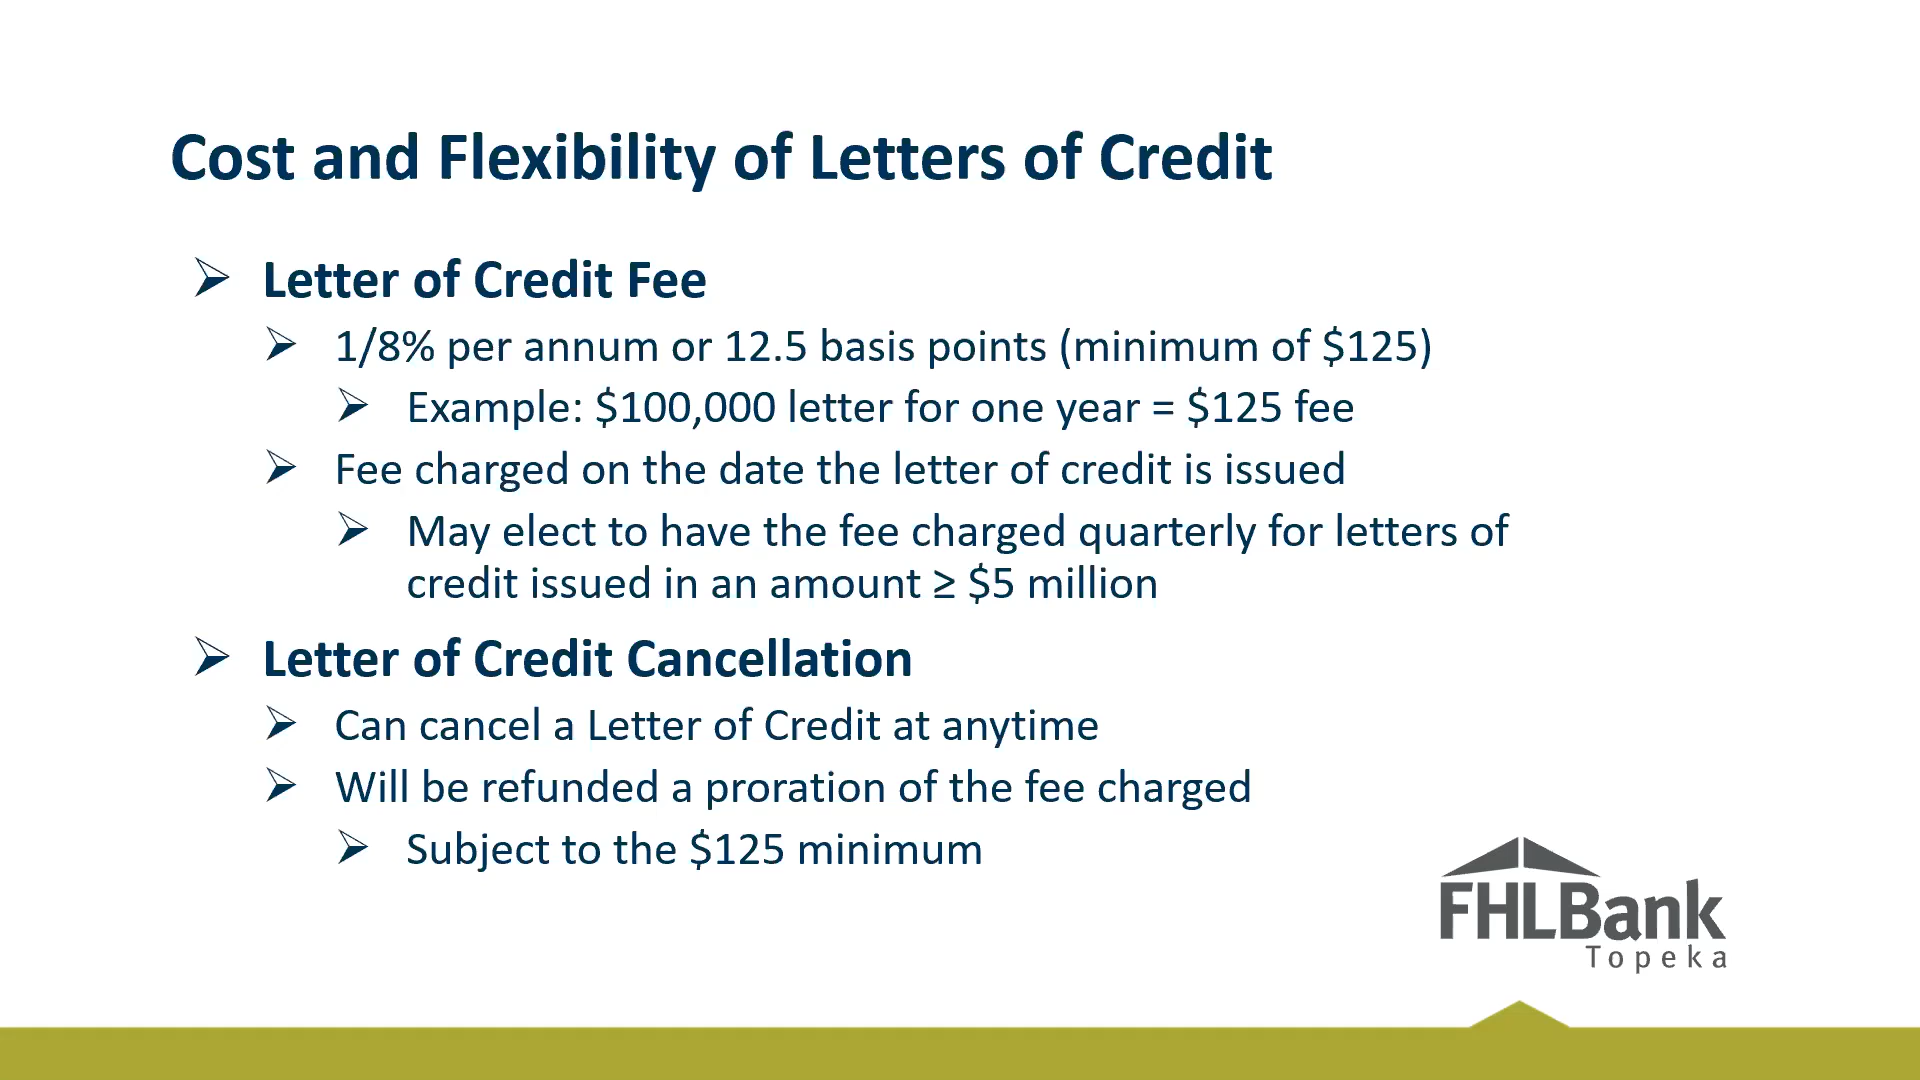 Cost and Flexibility of Letters of Credit
Letter of Credit Fee
1/8% per annum or 12.5 basis points (minimum of $125)
Example: $100,000 letter for one year = $125 fee
Fee charged on the date the letter of credit is issued
May elect to have the fee charged quarterly for letters of
credit issued in an amount ≥ $5 million
Letter of Credit Cancellation
Can cancel a Letter of Credit at anytime
Will be refunded a proration of the fee charged
Subject to the $125 minimum
FHLBank
Topeka